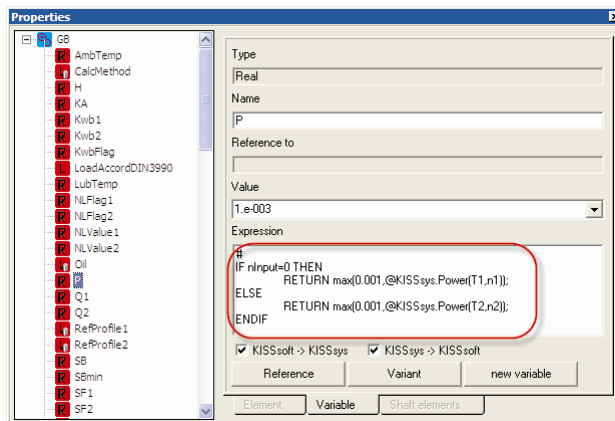 Properties
GB
AmbTemp
CalcMethod
H
KA
Kwb1
Kwb2
KwbFlag
LoadAccordDIN3990
LubTemp
NLFlag1
NLFlag2
NLValue1
NLValue2
Oil
P
Q1
Q2
RefProfile1
RefProfile2
SB
SBmin
SF1
SF2
Type
Real
Name
P
Reference to
Value
1.e-003
Expression
#
IF nInput=0 THEN
RETURN max(0.001,@KISSsys.Power(T1,n1));
ELSE
RETURN max(0.001,@KISSsys.Power(T2,n2));
ENDIF
KISSsoft -> KISSsys KISSsys -> KISSsoft
Reference Variant new variable
Element Variable Shaft elements